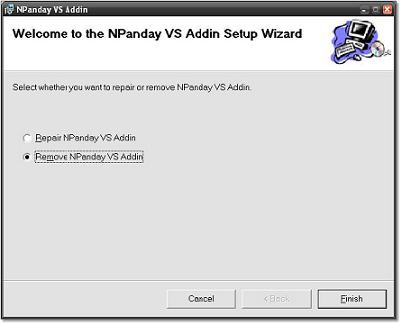 NPanday VS Addin
Welcome to the NPanday VS Addin Setup Wizard
Select whether you want to repair or remove NPanday VS Addin.
Repair NPanday VS Addin
Remove NPanday VS Addin
Cancel
< Back
Finish